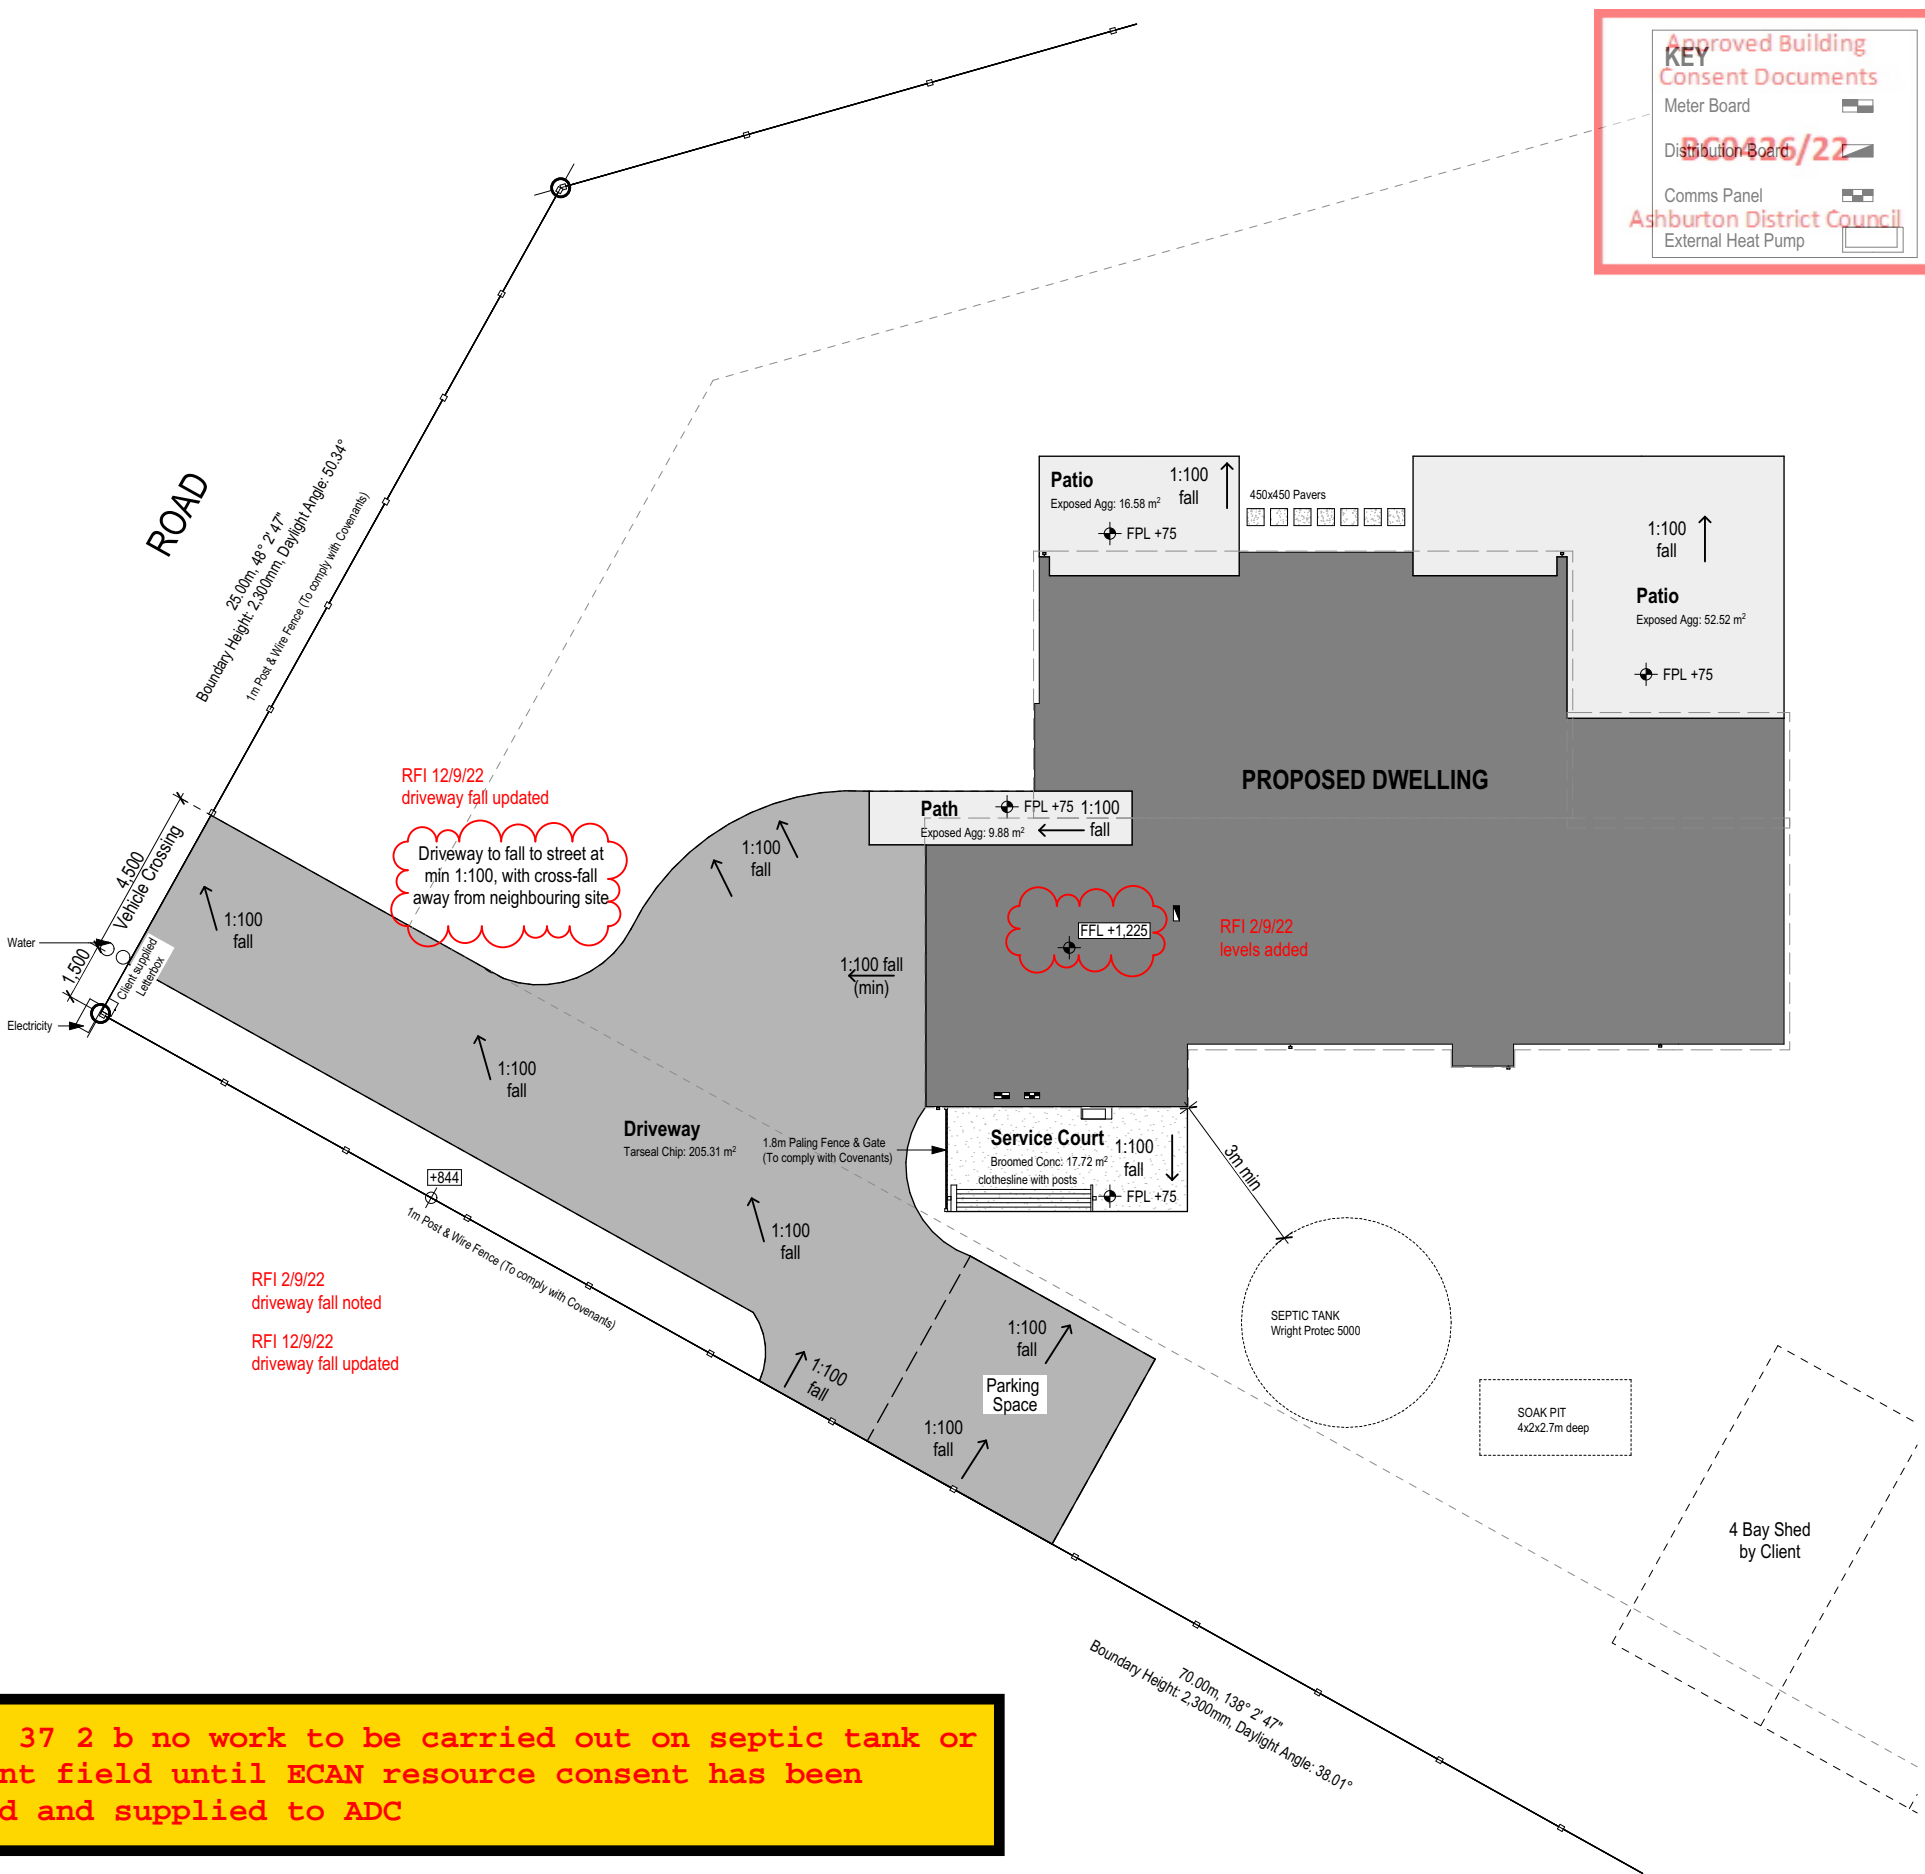 Approved Building
KEY
Consent Documents
Meter Board
Distribution Board
BC0426/22
Comms Panel
Ashburton District Council
External Heat Pump
ROAD
25.00m, 48° 2' 47"
Boundary Height: 2,300mm, Daylight Angle: 50.34°
1m Post & Wire Fence (To comply with Covenants)
Patio
Exposed Agg: 16.58 m²
1:100
fall
FPL +75
450x450 Pavers
1:100
fall
Patio
Exposed Agg: 52.52 m²
FPL +75
PROPOSED DWELLING
RFI 12/9/22
driveway fall updated
Driveway to fall to street at
min 1:100, with cross-fall
away from neighbouring site
Path
Exposed Agg: 9.88 m²
FPL +75
1:100
fall
1:100
fall
4,500
Vehicle Crossing
1:100
fall
Water
1,500
Client supplied
Letterbox
Electricity
FFL +1,225
RFI 2/9/22
levels added
1:100 fall
(min)
1:100
fall
Driveway
Tarseal Chip: 205.31 m²
1.8m Paling Fence & Gate
(To comply with Covenants)
Service Court
Broomed Conc: 17.72 m²
clothesline with posts
1:100
fall
FPL +75
3m min
+844
1m Post & Wire Fence (To comply with Covenants)
1:100
fall
RFI 2/9/22
driveway fall noted
RFI 12/9/22
driveway fall updated
SEPTIC TANK
Wright Protec 5000
1:100
fall
1:100
fall
Parking
Space
1:100
fall
SOAK PIT
4x2x2.7m deep
4 Bay Shed
by Client
70.00m, 138° 2' 47"
Boundary Height: 2,300mm, Daylight Angle: 38.01°
37 2 b no work to be carried out on septic tank or
nt field until ECAN resource consent has been
d and supplied to ADC